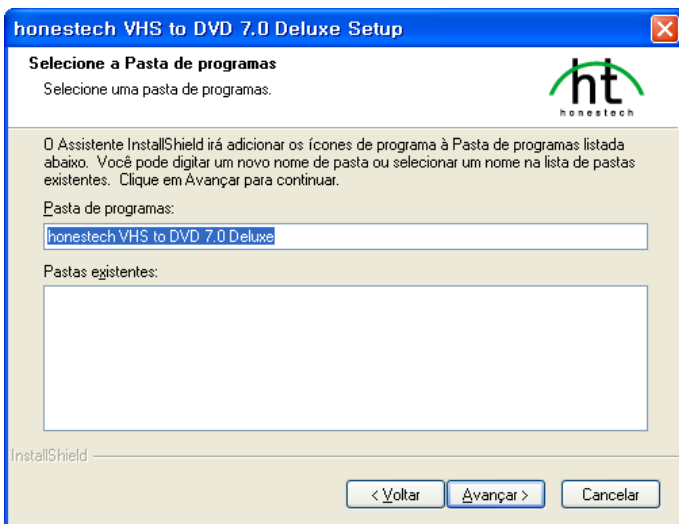 honestech VHS to DVD 7.0 Deluxe Setup
Selecione a Pasta de programas
Selecione uma pasta de programas.
ht
honestech
O Assistente InstallShield irá adicionar os ícones de programa à Pasta de programas listada
abaixo. Você pode digitar um novo nome de pasta ou selecionar um nome na lista de pastas
existentes. Clique em Avançar para continuar.
Pasta de programas:
honestech VHS to DVD 7.0 Deluxe
Pastas existentes:
InstallShield
< Voltar
Avançar >
Cancelar